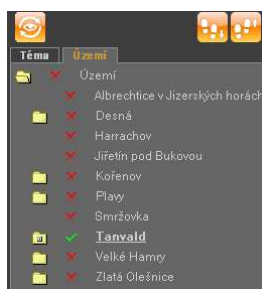 Téma Území
Území
Albrechtice v Jizerských horách
Desná
Harrachov
Jiřetín pod Bukovou
Kořenov
Plavy
Smržovka
Tanvald
Velké Hamry
Zlatá Olešnice